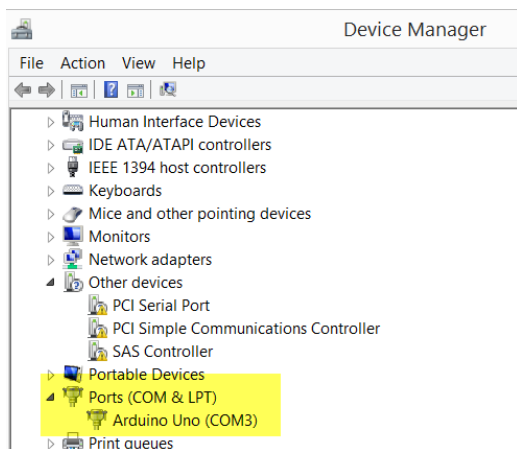 Device Manager
File Action View Help
Human Interface Devices
IDE ATA/ATAPI controllers
IEEE 1394 host controllers
Keyboards
Mice and other pointing devices
Monitors
Network adapters
Other devices
PCI Serial Port
PCI Simple Communications Controller
SAS Controller
Portable Devices
Ports (COM & LPT)
Arduino Uno (COM3)
Print queues